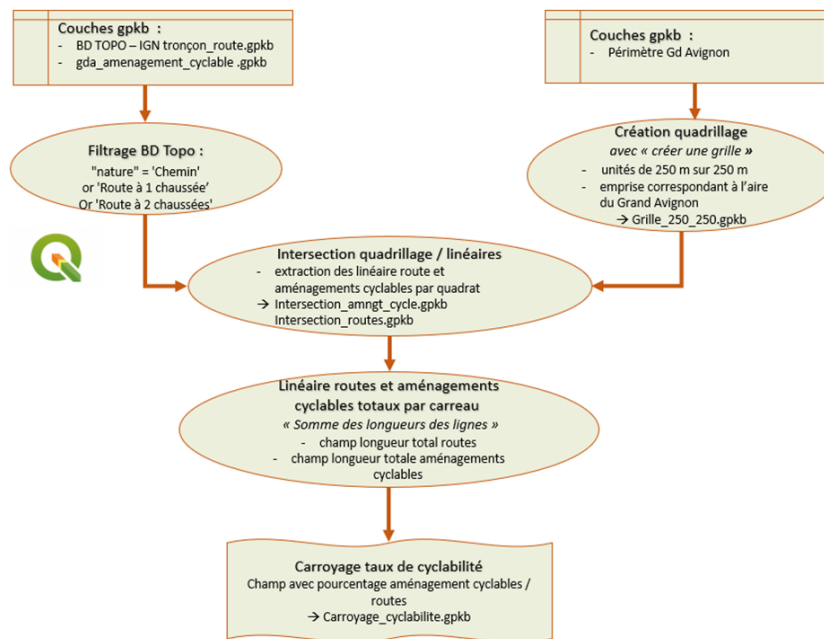 Couches gpkb :
- BD TOPO – IGN tronçon_route.gpkb
- gda_amenagement_cyclable .gpkb
Couches gpkb :
- Périmètre Gd Avignon
Filtrage BD Topo :
"nature" = 'Chemin'
or 'Route à 1 chaussée'
Or 'Route à 2 chaussées'
Création quadrillage
avec « créer une grille »
- unités de 250 m sur 250 m
- emprise correspondant à l'aire
du Grand Avignon
→ Grille_250_250.gpkb
Intersection quadrillage / linéaires
- extraction des linéaire route et
aménagements cyclables par quadrat
→ Intersection_amngt_cycle.gpkb
Intersection_routes.gpkb
Linéaire routes et aménagements
cyclables totaux par carreau
« Somme des longueurs des lignes »
- champ longueur total routes
- champ longueur totale aménagements
cyclables
Carroyage taux de cyclabilité
Champ avec pourcentage aménagement cyclables /
routes
→ Carroyage_cyclabilite.gpkb